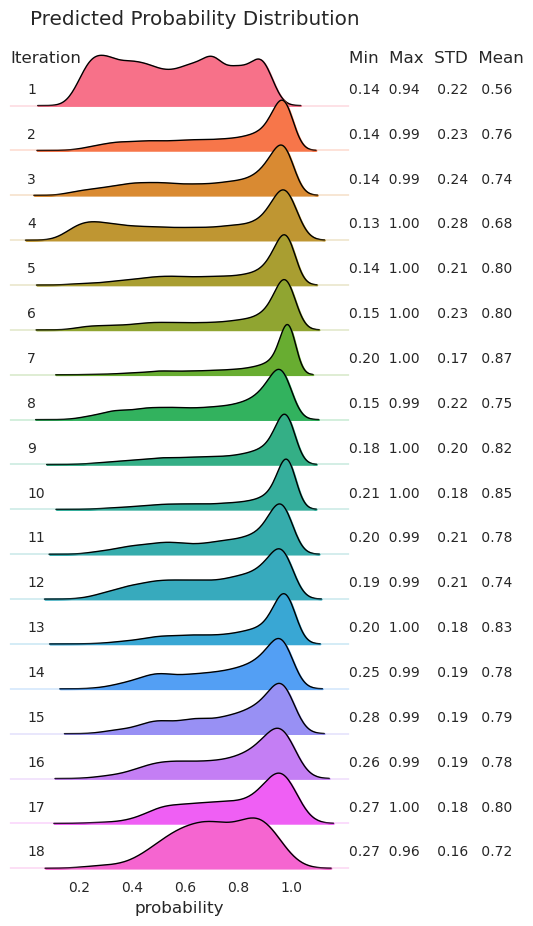 Predicted Probability Distribution
Iteration Min Max STD Mean
1 0.14 0.94 0.22 0.56
2 0.14 0.99 0.23 0.76
3 0.14 0.99 0.24 0.74
4 0.13 1.00 0.28 0.68
5 0.14 1.00 0.21 0.80
6 0.15 1.00 0.23 0.80
7 0.20 1.00 0.17 0.87
8 0.15 0.99 0.22 0.75
9 0.18 1.00 0.20 0.82
10 0.21 1.00 0.18 0.85
11 0.20 0.99 0.21 0.78
12 0.19 0.99 0.21 0.74
13 0.20 1.00 0.18 0.83
14 0.25 0.99 0.19 0.78
15 0.28 0.99 0.19 0.79
16 0.26 0.99 0.19 0.78
17 0.27 1.00 0.18 0.80
18 0.27 0.96 0.16 0.72
0.2 0.4 0.6 0.8 1.0
probability